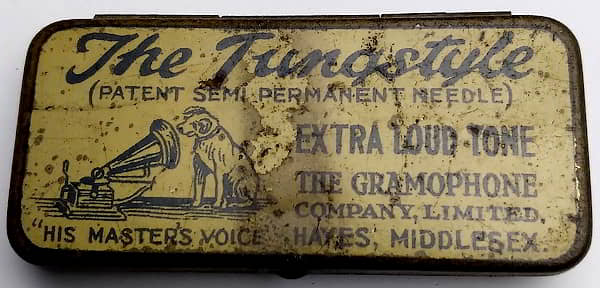 The Tungstyle
(PATENT SEMI PERMANENT NEEDLE)
EXTRA LOUD TONE
THE GRAMOPHONE
COMPANY, LIMITED,
HAYES, MIDDLESEX.
"HIS MASTER'S VOICE